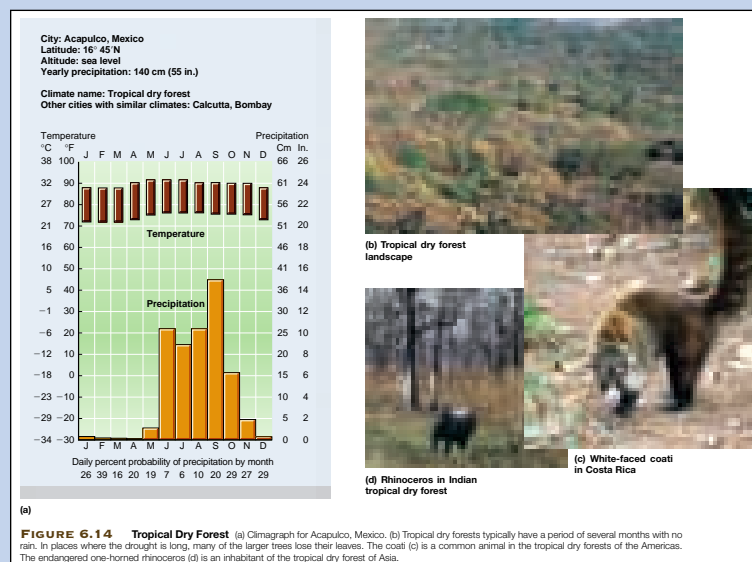 City: Acapulco, Mexico
Latitude: 16° 45′N
Altitude: sea level
Yearly precipitation: 140 cm (55 in.)
Climate name: Tropical dry forest
Other cities with similar climates: Calcutta, Bombay
Temperature Precipitation
°C °F J F M A M J J A S O N D Cm In.
38 100 66 26
32 90 61 24
27 80 56 22
21 70 51 20
Temperature
16 60 46 18
10 50 41 16
5 40 36 14
Precipitation
−1 30 30 12
−6 20 25 10
−12 10 20 8
−18 0 15 6
−23 −10 10 4
−29 −20 5 2
−34 −30 0 0
J F M A M J J A S O N D
Daily percent probability of precipitation by month
26 39 16 20 19 7 6 10 20 29 27 29
(a)
(b) Tropical dry forest
landscape
(c) White-faced coati
in Costa Rica
(d) Rhinoceros in Indian
tropical dry forest
FIGURE 6.14 Tropical Dry Forest (a) Climagraph for Acapulco, Mexico. (b) Tropical dry forests typically have a period of several months with no
rain. In places where the drought is long, many of the larger trees lose their leaves. The coati (c) is a common animal in the tropical dry forests of the Americas.
The endangered one-horned rhinoceros (d) is an inhabitant of the tropical dry forest of Asia.